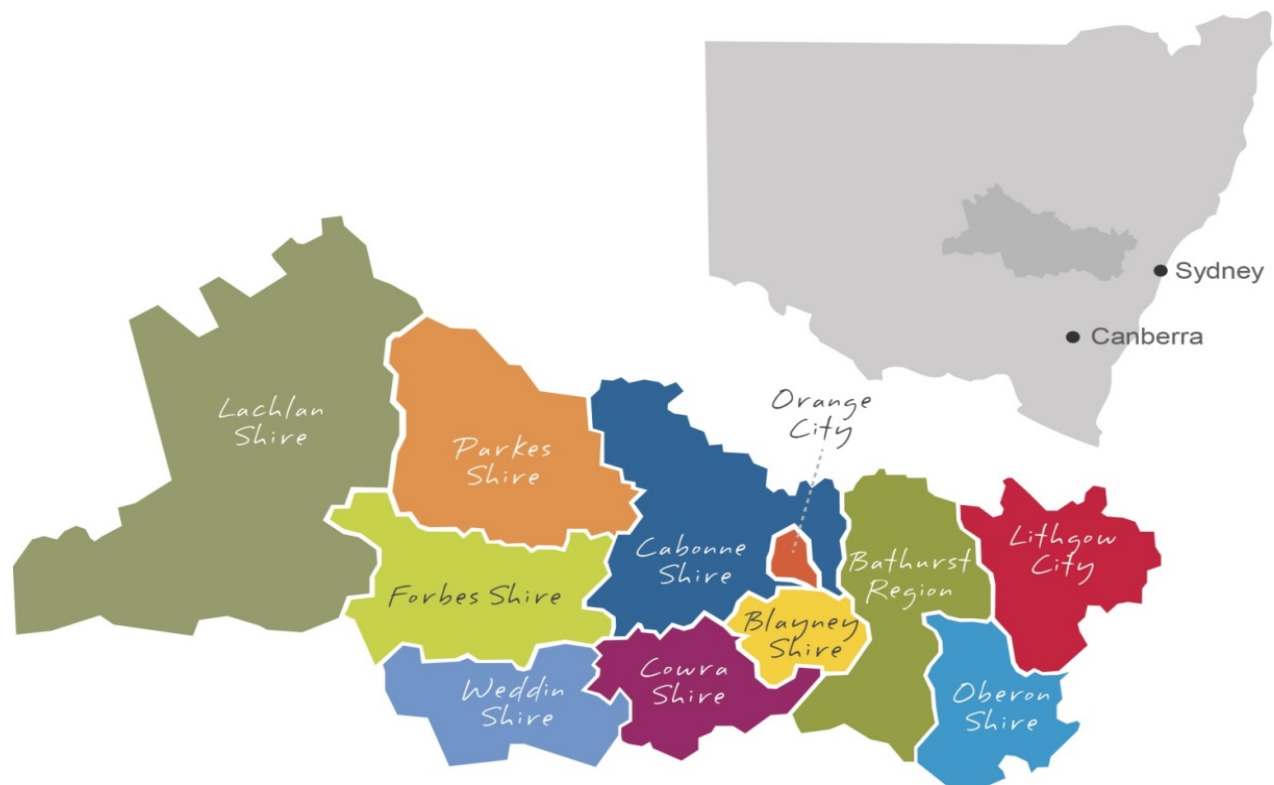 Sydney
Canberra
Orange
City
Lachlan
Shire
Parkes
Shire
Cabonne
Shire
Bathurst
Region
Lithgow
City
Forbes Shire
Blayney
Shire
Weddin
Shire
Cowra
Shire
Oberon
Shire